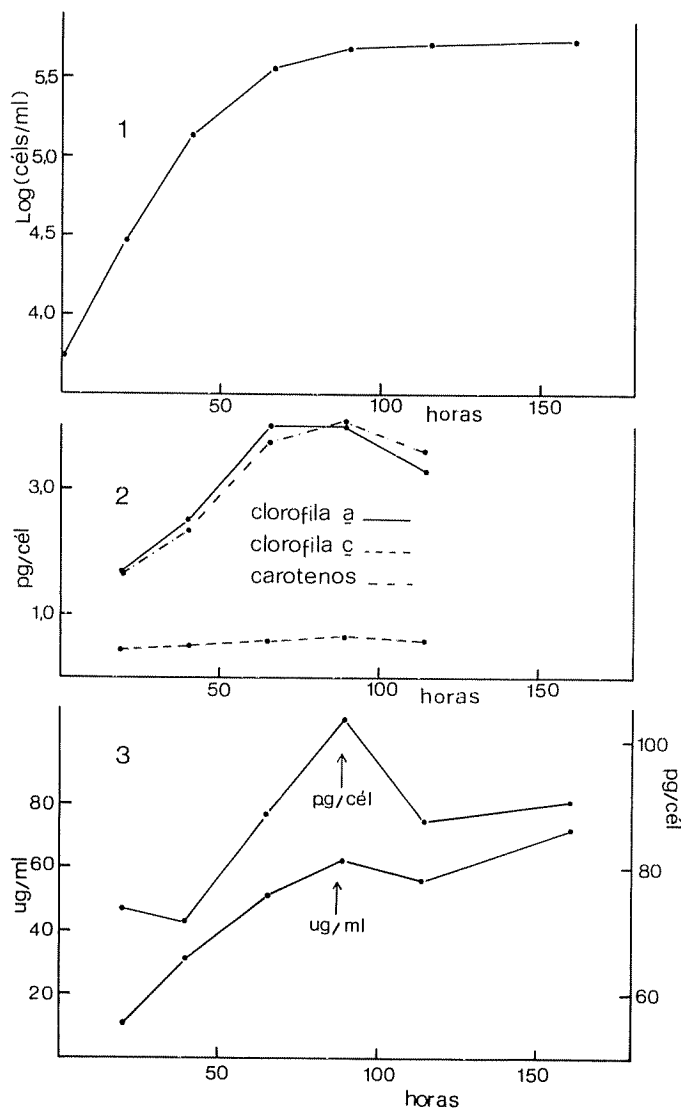 1
Log(céls/ml)
5,5
5,0
4,5
4,0
50
100
150
horas
2
pg/cél
3,0
1,0
clorofila a
clorofila c
carotenos
50
100
150
horas
3
ug/ml
80
60
40
20
pg/cél
ug/ml
100
80
60
pg/cél
50
100
150
horas